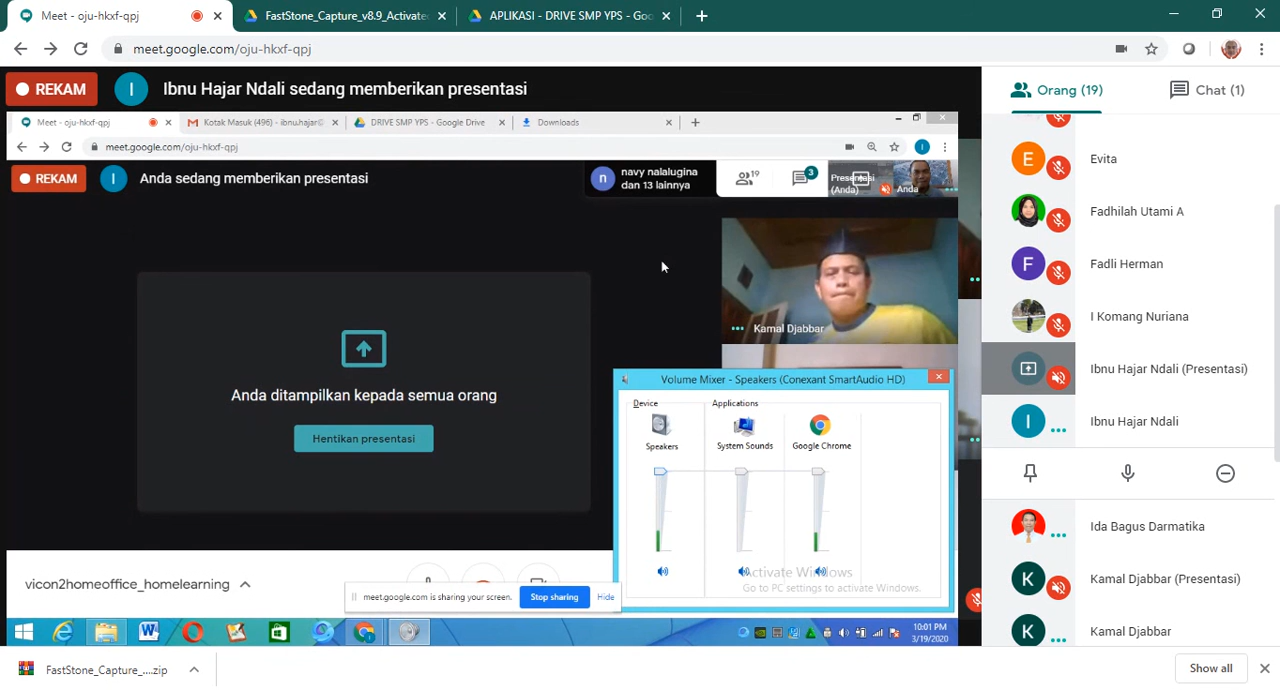 Meet - oju-hkxf-qpj
FastStone_Capture_v8.9_Activate
APLIKASI - DRIVE SMP YPS - Goo
meet.google.com/oju-hkxf-qpj
REKAM
I
Ibnu Hajar Ndali sedang memberikan presentasi
Orang (19)
Chat (1)
Meet - oju-hkxf-qpj
Kotak Masuk (496) - ibnu.hajar@
DRIVE SMP YPS - Google Drive
Downloads
meet.google.com/oju-hkxf-qpj
I
REKAM
I
Anda sedang memberikan presentasi
n
navy nalalugina
dan 13 lainnya
19
3
Presentasi
(Anda)
Anda
Kamal Djabbar
Anda ditampilkan kepada semua orang
Hentikan presentasi
Volume Mixer - Speakers (Conexant SmartAudio HD)
Device
Applications
Speakers
System Sounds
Google Chrome
Activate Windows
Go to PC settings to activate Windows.
vicon2homeoffice_homelearning
meet.google.com is sharing your screen.
Stop sharing
Hide
10:01 PM
3/19/2020
E
Evita
Fadhilah Utami A
F
Fadli Herman
I Komang Nuriana
Ibnu Hajar Ndali (Presentasi)
I
Ibnu Hajar Ndali
Ida Bagus Darmatika
K
Kamal Djabbar (Presentasi)
K
Kamal Djabbar
FastStone_Capture_....zip
Show all